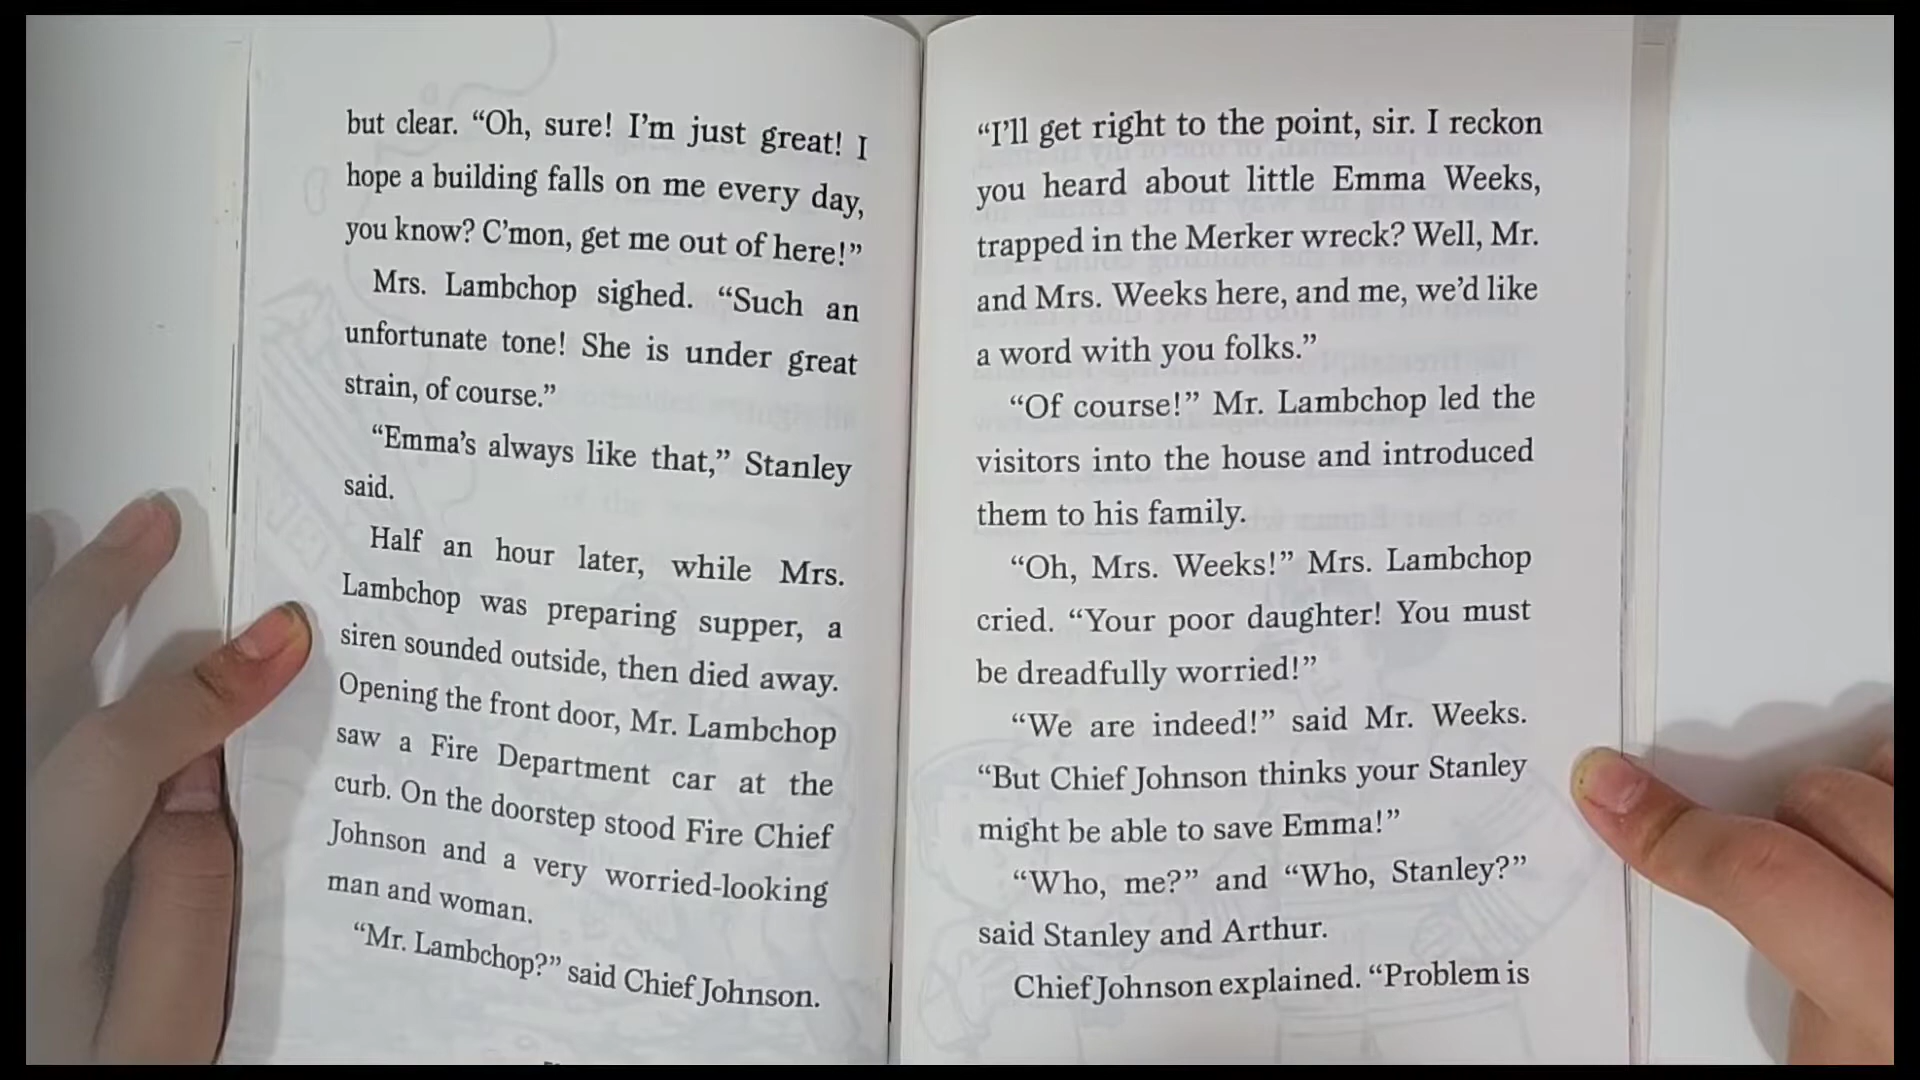 but clear. “Oh, sure! I’m just great! I
hope a building falls on me every day,
you know? C’mon, get me out of here!”
Mrs. Lambchop sighed. “Such an
unfortunate tone! She is under great
strain, of course.”
“Emma’s always like that,” Stanley
said.
Half an hour later, while Mrs.
Lambchop was preparing supper, a
siren sounded outside, then died away.
Opening the front door, Mr. Lambchop
saw a Fire Department car at the
curb. On the doorstep stood Fire Chief
Johnson and a very worried-looking
man and woman.
“Mr. Lambchop?” said Chief Johnson.
“I’ll get right to the point, sir. I reckon
you heard about little Emma Weeks,
trapped in the Merker wreck? Well, Mr.
and Mrs. Weeks here, and me, we’d like
a word with you folks.”
“Of course!” Mr. Lambchop led the
visitors into the house and introduced
them to his family.
“Oh, Mrs. Weeks!” Mrs. Lambchop
cried. “Your poor daughter! You must
be dreadfully worried!”
“We are indeed!” said Mr. Weeks.
“But Chief Johnson thinks your Stanley
might be able to save Emma!”
“Who, me?” and “Who, Stanley?”
said Stanley and Arthur.
Chief Johnson explained. “Problem is